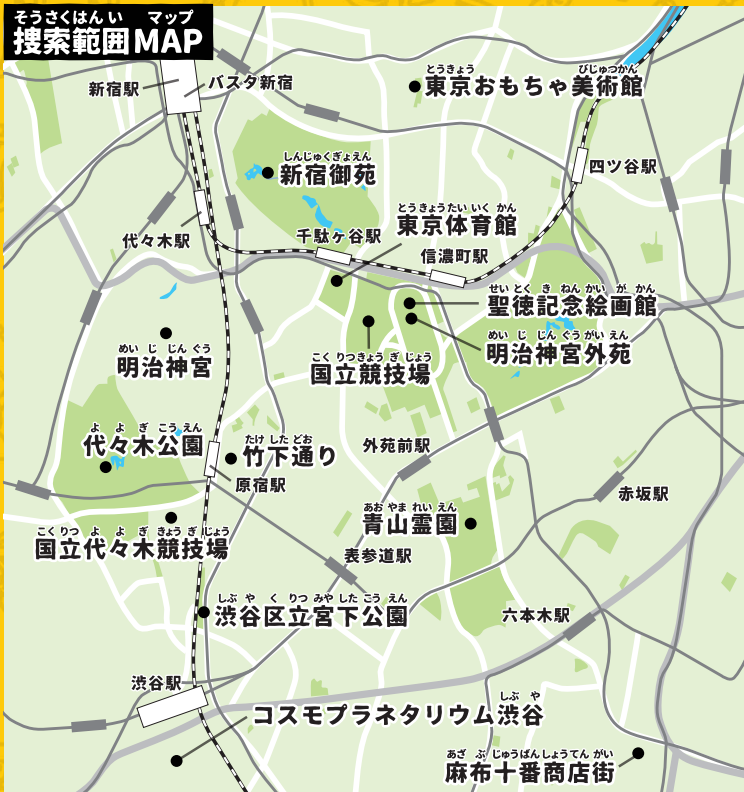 そうさくはんい マップ
捜索範囲MAP
新宿駅
バスタ新宿
とうきょう びじゅつかん
東京おもちゃ美術館
しんじゅくぎょえん
新宿御苑
四ツ谷駅
代々木駅
千駄ヶ谷駅
とうきょうたいいくかん
東京体育館
信濃町駅
せいとくきねんかいがかん
聖徳記念絵画館
めいじじんぐうがいえん
明治神宮外苑
めいじじんぐう
明治神宮
こくりつきょうぎじょう
国立競技場
よよぎこうえん
代々木公園
たけしたどお
竹下通り
外苑前駅
原宿駅
赤坂駅
あおやまれいえん
青山霊園
こくりつよよぎきょうぎじょう
国立代々木競技場
表参道駅
しぶやくりつみやしたこうえん
渋谷区立宮下公園
六本木駅
渋谷駅
しぶや
コスモプラネタリウム渋谷
あざぶじゅうばんしょうてんがい
麻布十番商店街